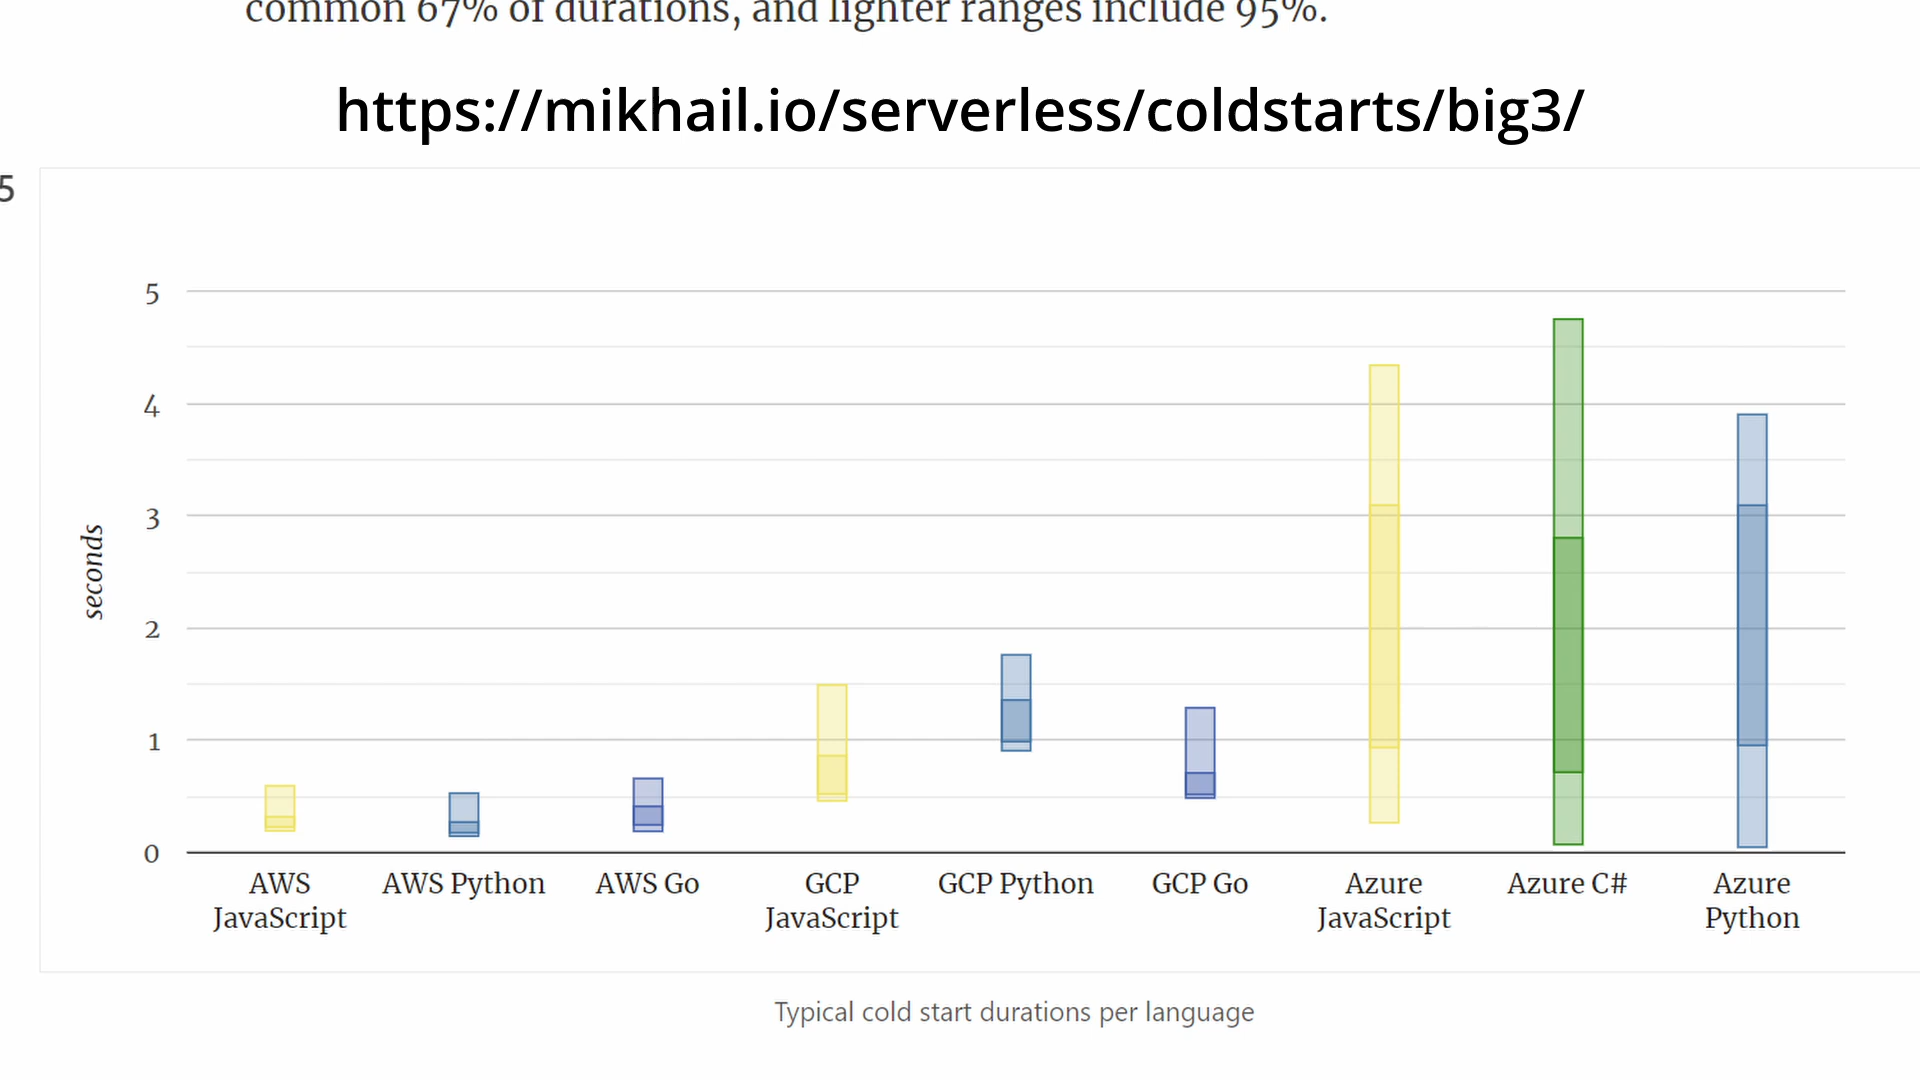 common 67% of durations, and lighter ranges include 95%.
https://mikhail.io/serverless/coldstarts/big3/
5
5
4
3
2
1
0
seconds
AWS JavaScript
AWS Python
AWS Go
GCP JavaScript
GCP Python
GCP Go
Azure JavaScript
Azure C#
Azure Python
Typical cold start durations per language